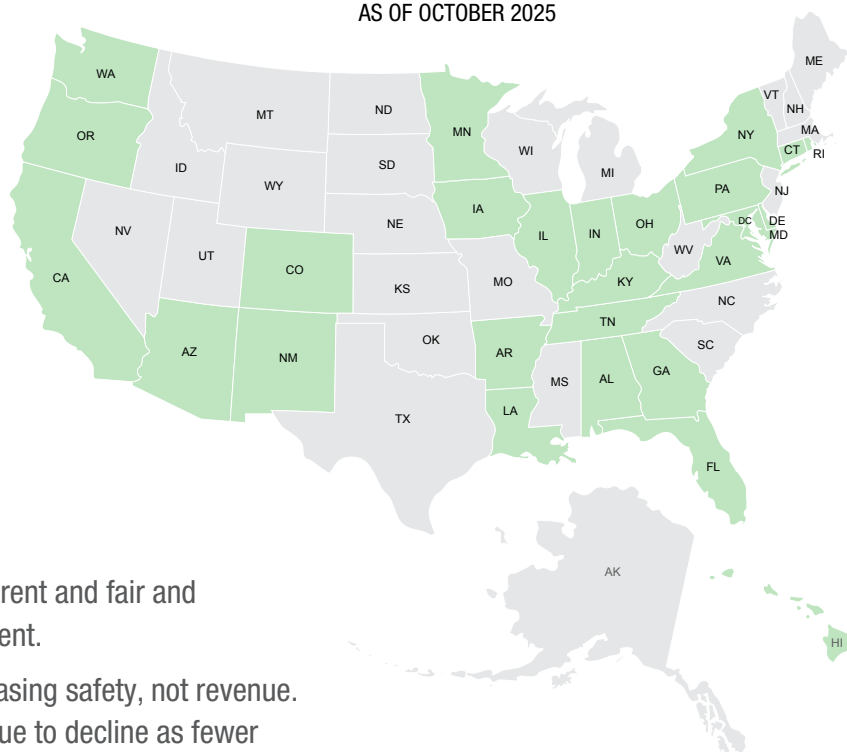 AS OF OCTOBER 2025
WA
OR
CA
NV
ID
MT
WY
UT
AZ
CO
NM
ND
SD
NE
KS
OK
TX
MN
IA
MO
AR
LA
WI
IL
MI
IN
OH
KY
TN
MS
AL
GA
FL
SC
NC
VA
WV
PA
NY
VT
NH
ME
MA
CT
RI
NJ
DE
MD
DC
AK
HI
rent and fair and
ent.
asing safety, not revenue.
ue to decline as fewer